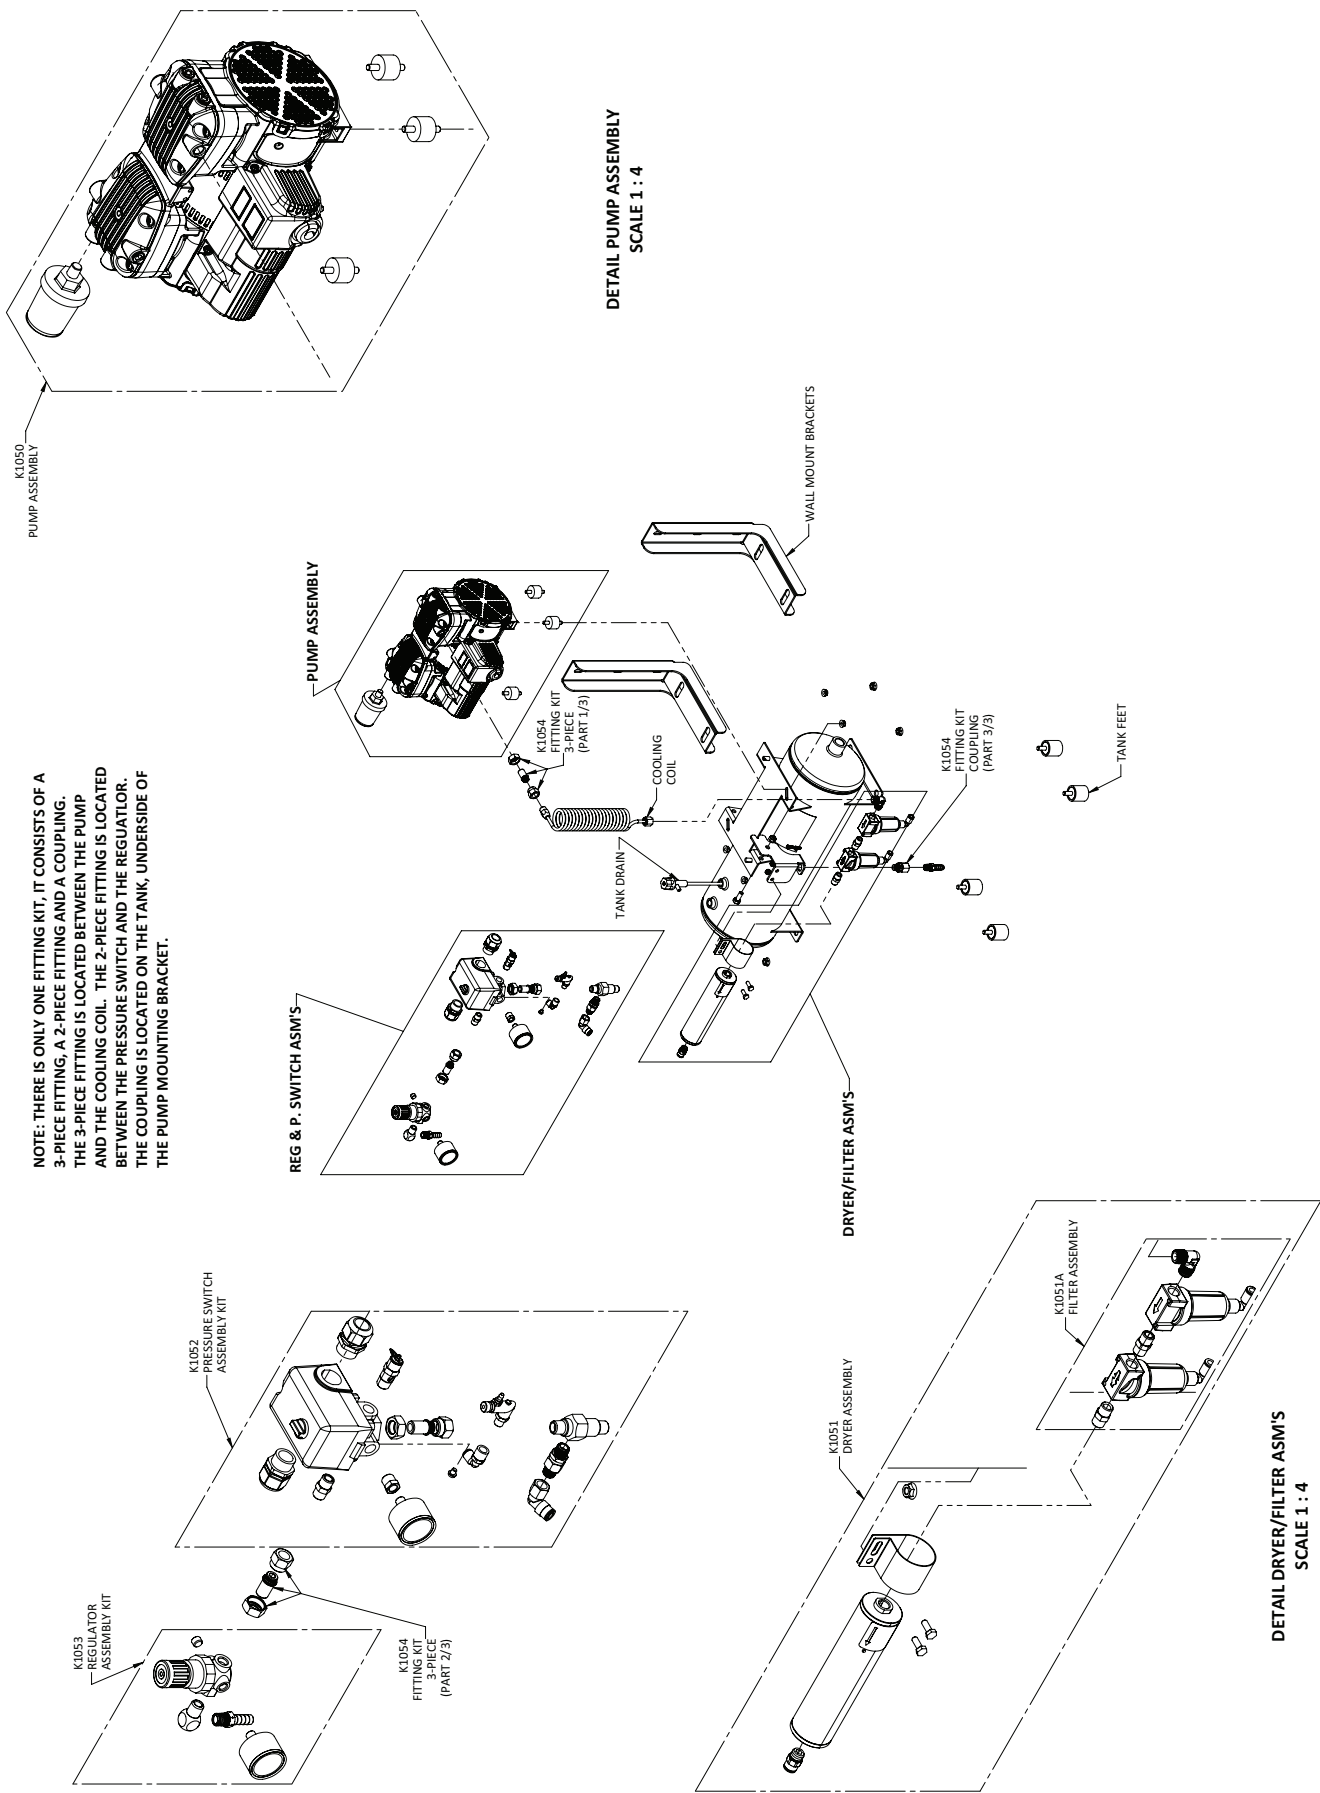 NOTE: THERE IS ONLY ONE FITTING KIT, IT CONSISTS OF A
3-PIECE FITTING, A 2-PIECE FITTING AND A COUPLING.
THE 3-PIECE FITTING IS LOCATED BETWEEN THE PUMP
AND THE COOLING COIL. THE 2-PIECE FITTING IS LOCATED
BETWEEN THE PRESSURE SWITCH AND THE REGUATLOR.
THE COUPLING IS LOCATED ON THE TANK, UNDERSIDE OF
THE PUMP MOUNTING BRACKET.
K1053
REGULATOR
ASSEMBLY KIT
K1052
PRESSURE SWITCH
ASSEMBLY KIT
K1054
FITTING KIT
3-PIECE
(PART 2/3)
REG & P. SWITCH ASM'S
PUMP ASSEMBLY
K1050
PUMP ASSEMBLY
DETAIL PUMP ASSEMBLY
SCALE 1 : 4
K1054
FITTING KIT
3-PIECE
(PART 1/3)
TANK DRAIN
COOLING
COIL
WALL MOUNT BRACKETS
K1054
FITTING KIT
COUPLING
(PART 3/3)
TANK FEET
DRYER/FILTER ASM'S
K1051
DRYER ASSEMBLY
K1051A
FILTER ASSEMBLY
DETAIL DRYER/FILTER ASM'S
SCALE 1 : 4